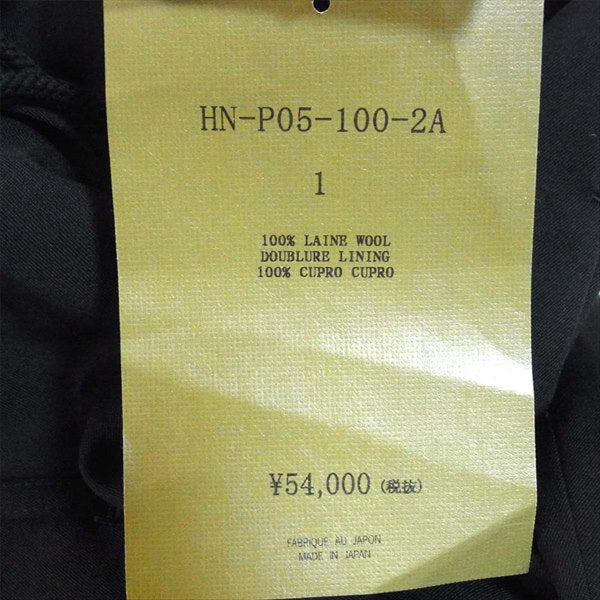 HN-P05-100-2A
1
100% LAINE WOOL
DOUBLURE LINING
100% CUPRO CUPRO
¥54,000 (税抜)
FABRIQUE AU JAPON
MADE IN JAPAN